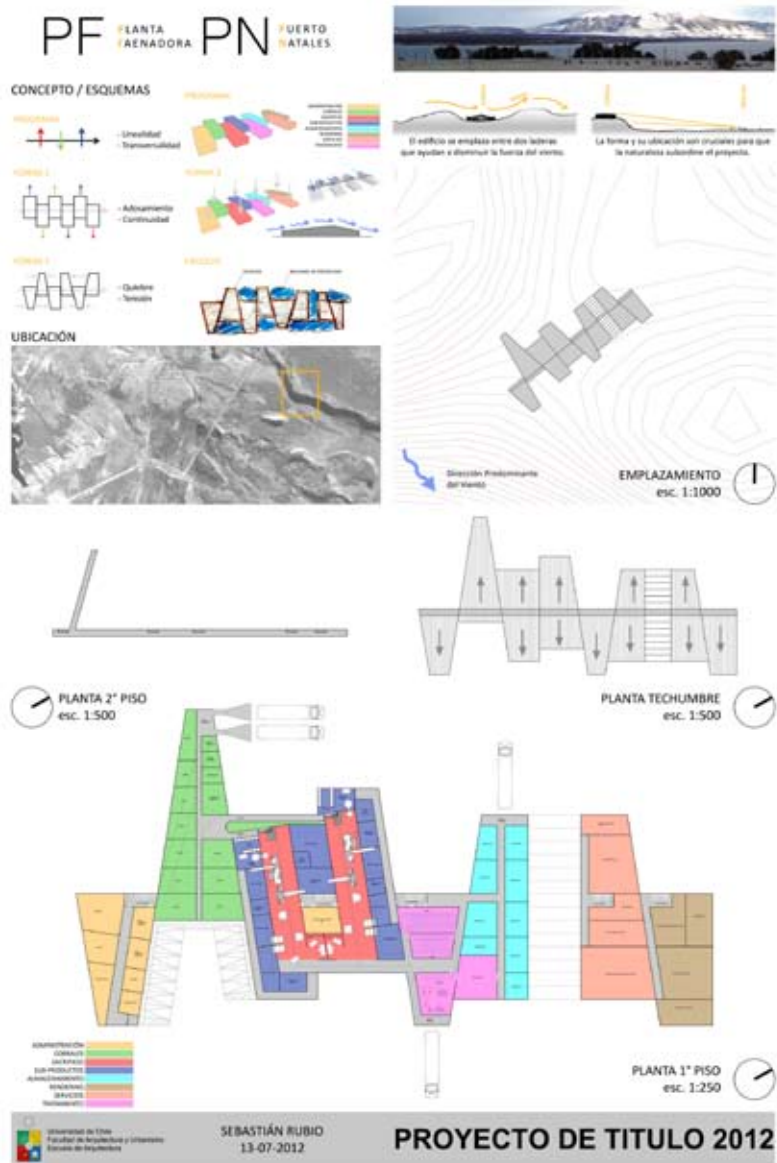 PF PLANTA FAENADORA PN PUERTO NATALES
CONCEPTO / ESQUEMAS
PROGRAMA
- Linealidad
- Transversalidad
PROGRAMA
ADMINISTRACIÓN
CORRALES
FORMA 1
- Adosamiento
- Continuidad
FORMA 2
- Quiebre
- Tensión
El edificio se emplaza entre dos laderas
que ayudan a disminuir la fuerza del viento.
La forma y su ubicación son cruciales para que
la naturaleza subordine el proyecto.
UBICACIÓN
Dirección Predominante
del Viento
EMPLAZAMIENTO
esc. 1:1000
PLANTA 2° PISO
esc. 1:500
PLANTA TECHUMBRE
esc. 1:500
ADMINISTRACIÓN
CORRALES
SACRIFICIO
SUB-PRODUCTOS
ALMACENAMIENTO
RENDERING
SERVICIOS
TRATAMIENTO
PLANTA 1° PISO
esc. 1:250
Universidad de Chile
Facultad de Arquitectura y Urbanismo
Escuela de Arquitectura
SEBASTIÁN RUBIO
13-07-2012
PROYECTO DE TITULO 2012